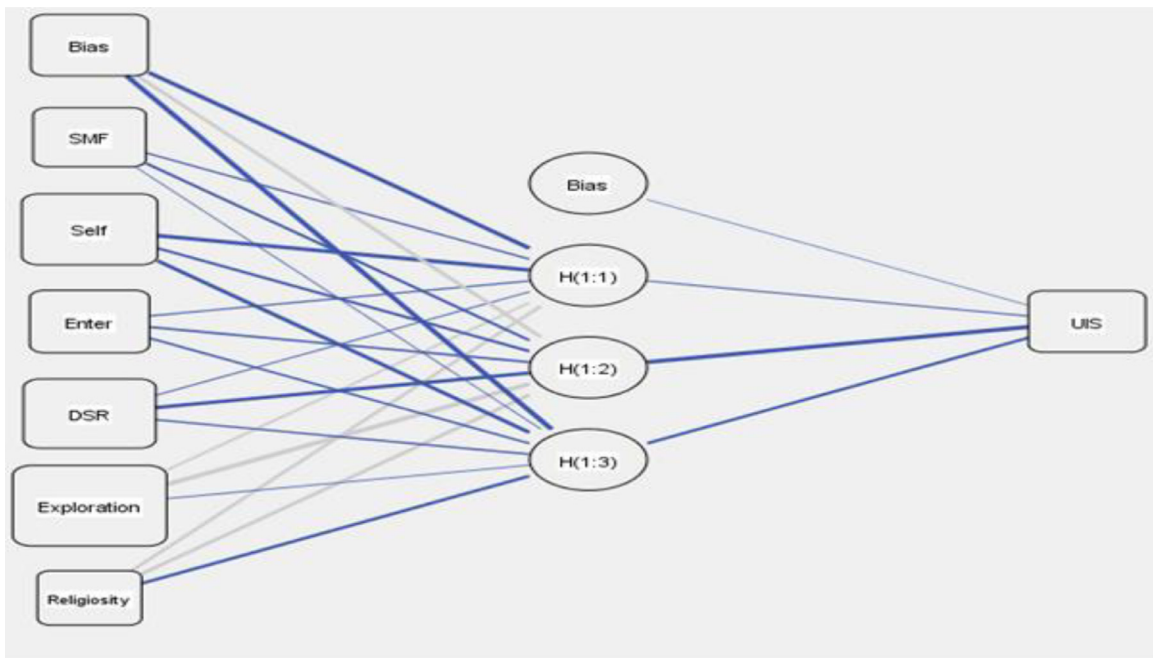 Bias
SMF
Self
Enter
DSR
Exploration
Religiosity
Bias
H(1:1)
H(1:2)
H(1:3)
UIS